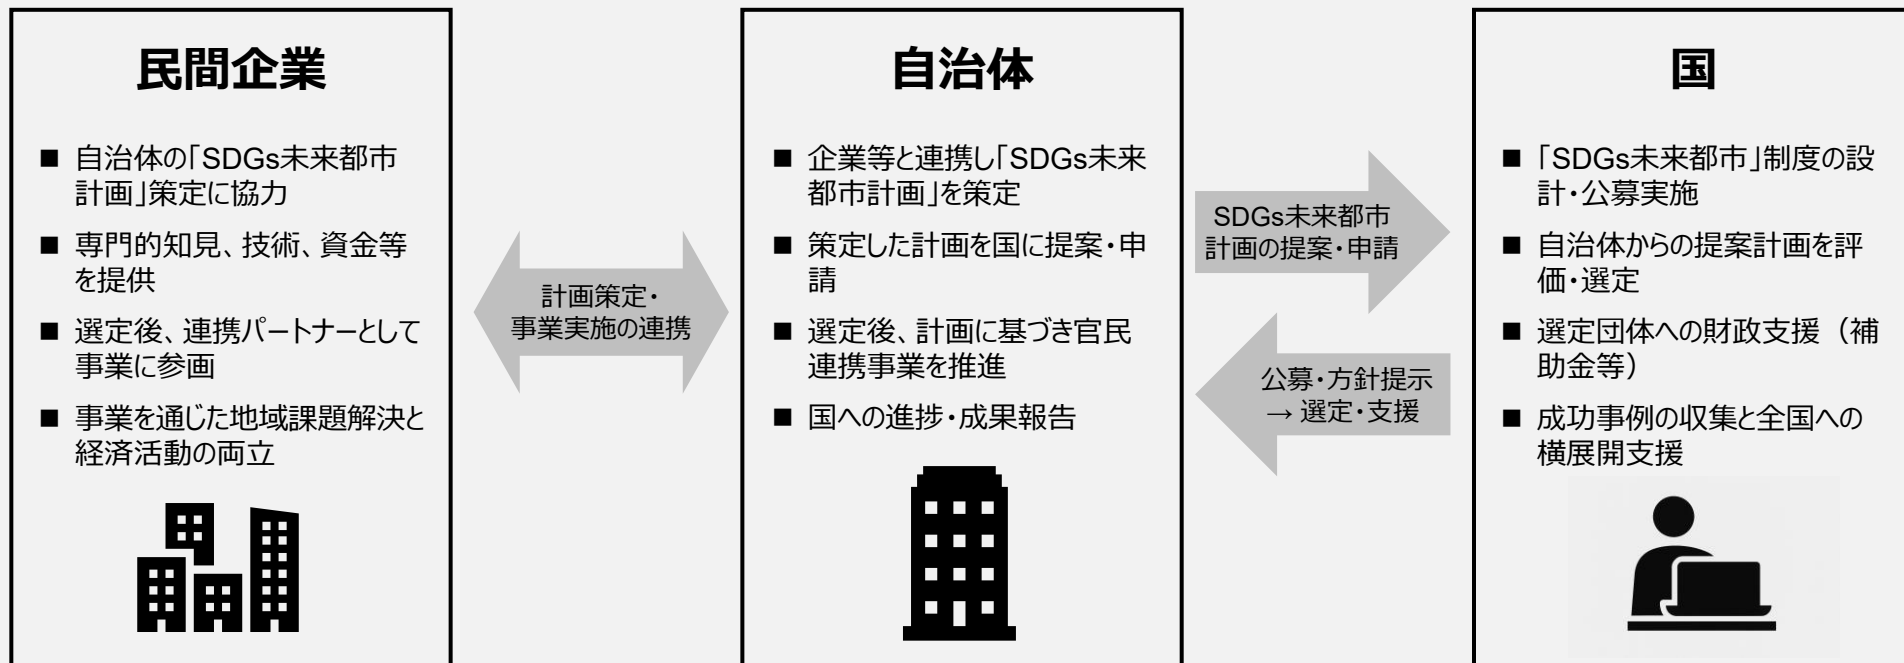 民間企業
■ 自治体の「SDGs未来都市
計画」策定に協力
■ 専門的知見、技術、資金等
を提供
■ 選定後、連携パートナーとして
事業に参画
■ 事業を通じた地域課題解決と
経済活動の両立
計画策定・
事業実施の連携
自治体
■ 企業等と連携し「SDGs未来
都市計画」を策定
■ 策定した計画を国に提案・申
請
■ 選定後、計画に基づき官民
連携事業を推進
■ 国への進捗・成果報告
SDGs未来都市
計画の提案・申請
公募・方針提示
→ 選定・支援
国
■ 「SDGs未来都市」制度の設
計・公募実施
■ 自治体からの提案計画を評
価・選定
■ 選定団体への財政支援（補
助金等）
■ 成功事例の収集と全国への
横展開支援